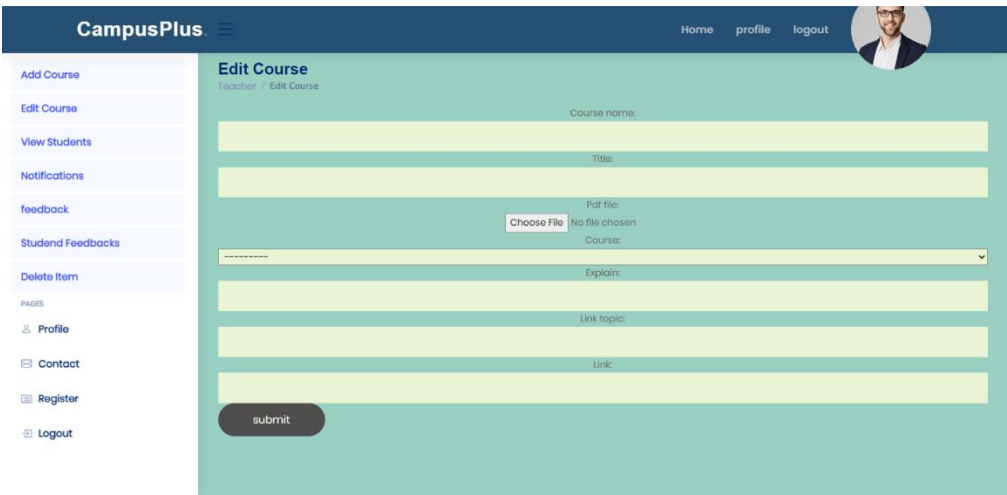 CampusPlus.
Home profile logout
Add Course
Edit Course
View Students
Notifications
feedback
Studend Feedbacks
Delete Item
PAGES
Profile
Contact
Register
Logout
Edit Course
Teacher / Edit Course
Course name:
Title:
Pdf file:
Choose File No file chosen
Course:
---------
Explain:
Link topic:
Link:
submit